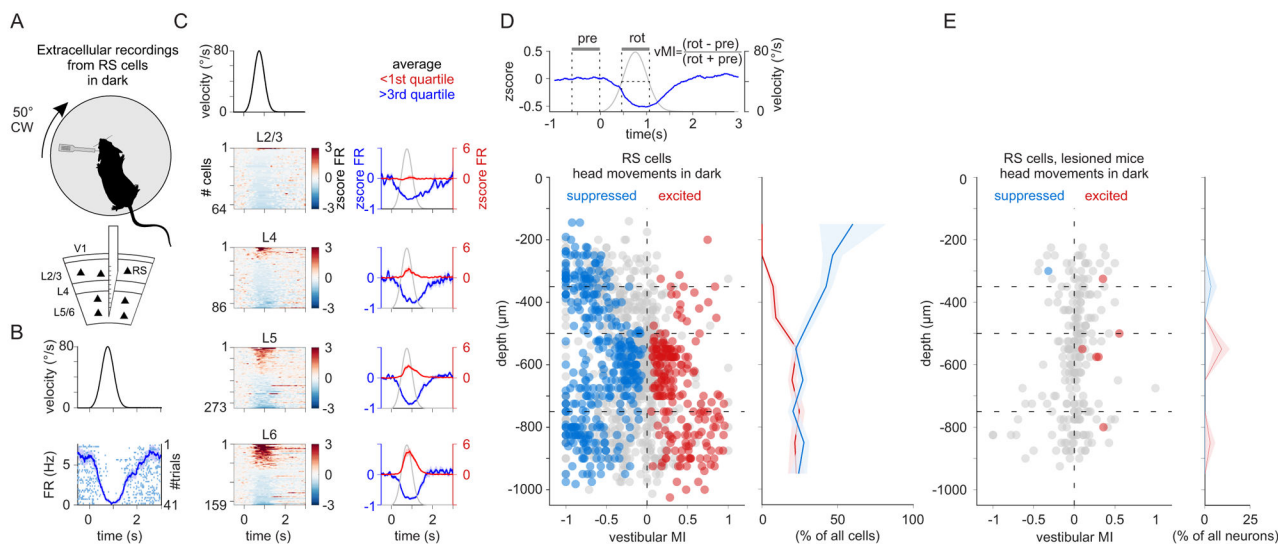 A
Extracellular recordings
from RS cells
in dark
50°
CW
V1
RS
L2/3
L4
L5/6
B
velocity (°/s)
80
0
FR (Hz)
5
0
1
#trials
41
0
2
time (s)
C
velocity (°/s)
80
0
average
<1st quartile
>3rd quartile
L2/3
# cells
1
64
3
0
-3
zscore FR
zscore FR
0
-1
6
0
zscore FR
L4
1
86
3
0
-3
0
-1
6
0
L5
1
273
3
0
-3
0
-1
6
0
L6
1
159
3
0
-3
0
-1
6
0
0
2
time (s)
0
2
time (s)
D
pre
rot
vMI=(rot - pre)
(rot + pre)
zscore
0.5
0
-0.5
80
0
velocity (°/s)
-1
0
1
2
3
time(s)
RS cells
head movements in dark
suppressed
excited
depth (µm)
0
-200
-400
-600
-800
-1000
-1
-0.5
0
0.5
1
vestibular MI
0
50
100
(% of all cells)
E
RS cells, lesioned mice
head movements in dark
suppressed
excited
depth (µm)
0
-200
-400
-600
-800
-1000
-1
-0.5
0
0.5
1
vestibular MI
0
25
(% of all neurons)